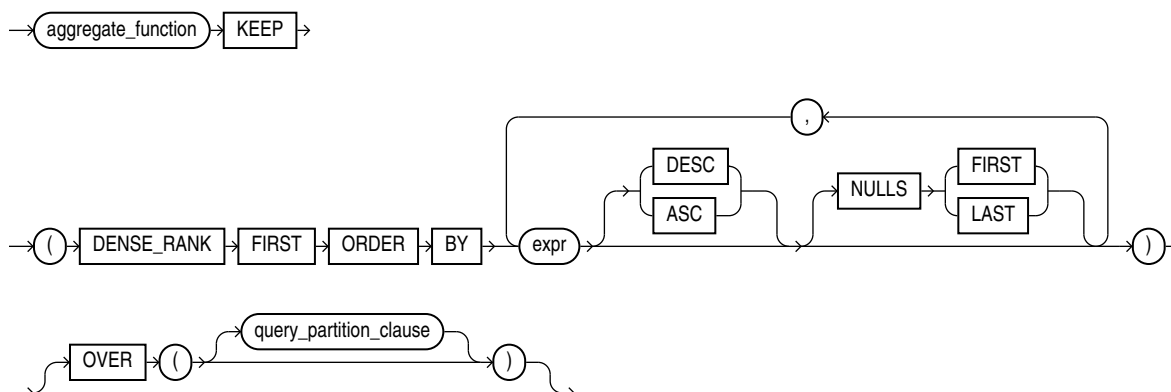 aggregate_function KEEP
,
DESC FIRST
NULLS
ASC LAST
( DENSE_RANK FIRST ORDER BY expr )
query_partition_clause
OVER ( )